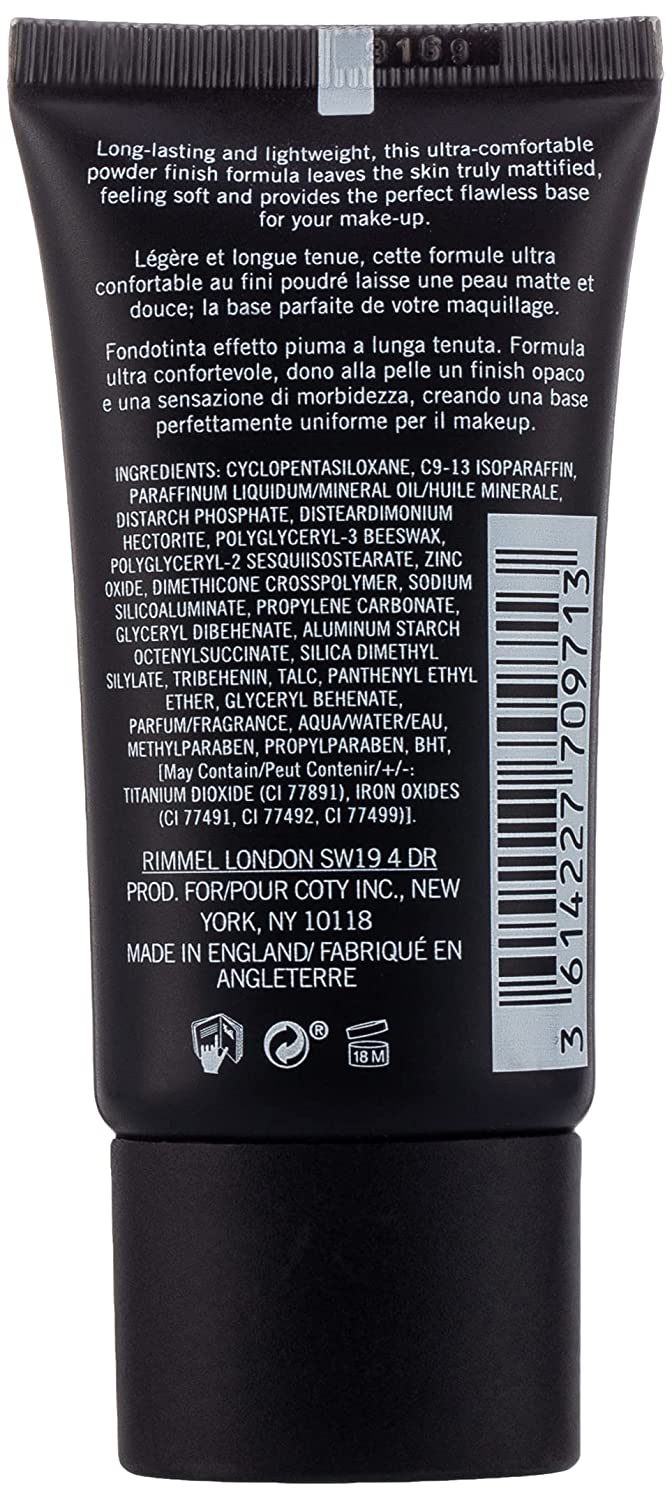 3169
Long-lasting and lightweight, this ultra-comfortable
powder finish formula leaves the skin truly mattified,
feeling soft and provides the perfect flawless base
for your make-up.
Légère et longue tenue, cette formule ultra
confortable au fini poudré laisse une peau matte et
douce; la base parfaite de votre maquillage.
Fondotinta effetto piuma a lunga tenuta. Formula
ultra confortevole, dono alla pelle un finish opaco
e una sensazione di morbidezza, creando una base
perfettamente uniforme per il makeup.
INGREDIENTS: CYCLOPENTASILOXANE, C9-13 ISOPARAFFIN,
PARAFFINUM LIQUIDUM/MINERAL OIL/HUILE MINERALE,
DISTARCH PHOSPHATE, DISTEARDIMONIUM
HECTORITE, POLYGLYCERYL-3 BEESWAX,
POLYGLYCERYL-2 SESQUIISOSTEARATE, ZINC
OXIDE, DIMETHICONE CROSSPOLYMER, SODIUM
SILICOALUMINATE, PROPYLENE CARBONATE,
GLYCERYL DIBEHENATE, ALUMINUM STARCH
OCTENYLSUCCINATE, SILICA DIMETHYL
SILYLATE, TRIBEHENIN, TALC, PANTHENYL ETHYL
ETHER, GLYCERYL BEHENATE,
PARFUM/FRAGRANCE, AQUA/WATER/EAU,
METHYLPARABEN, PROPYLPARABEN, BHT,
[May Contain/Peut Contenir/+/-:
TITANIUM DIOXIDE (CI 77891), IRON OXIDES
(CI 77491, CI 77492, CI 77499)].
RIMMEL LONDON SW19 4 DR
PROD. FOR/POUR COTY INC., NEW
YORK, NY 10118
MADE IN ENGLAND/ FABRIQUÉ EN
ANGLETERRE
®
18 M
3 614227 709713